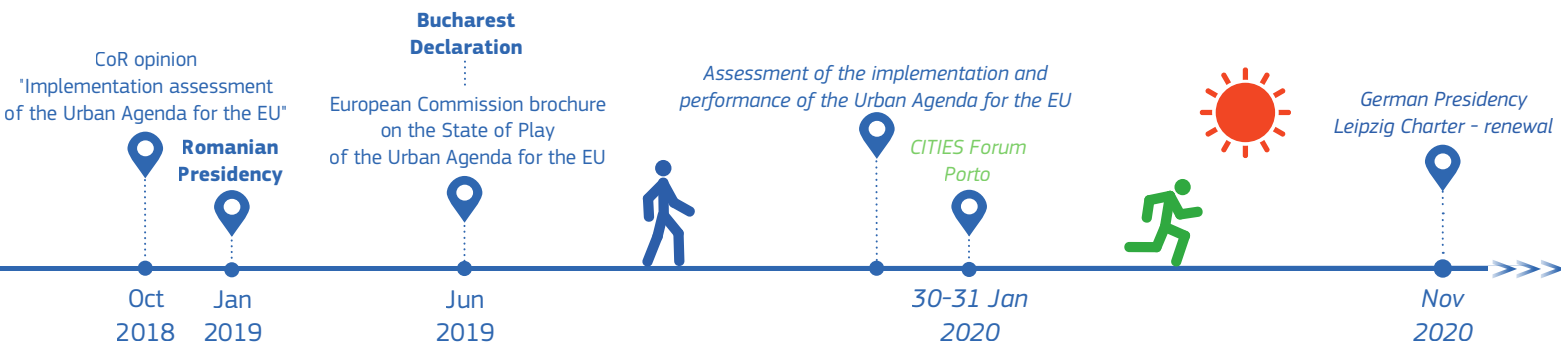 CoR opinion
"Implementation assessment
of the Urban Agenda for the EU"
Romanian
Presidency
Bucharest
Declaration
European Commission brochure
on the State of Play
of the Urban Agenda for the EU
Assessment of the implementation and
performance of the Urban Agenda for the EU
CITIES Forum
Porto
German Presidency
Leipzig Charter - renewal
Oct
2018
Jan
2019
Jun
2019
30-31 Jan
2020
Nov
2020